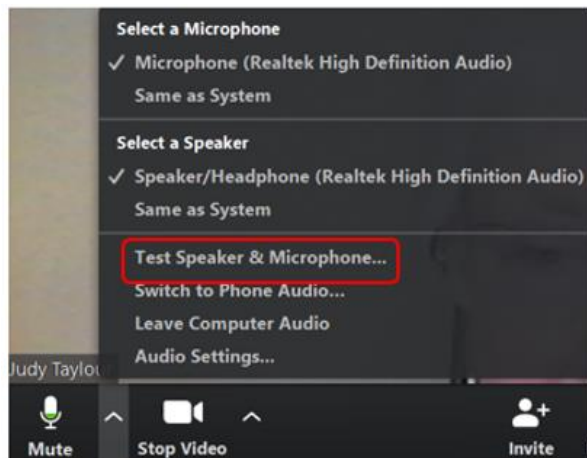 Select a Microphone
✓ Microphone (Realtek High Definition Audio)
Same as System
Select a Speaker
✓ Speaker/Headphone (Realtek High Definition Audio)
Same as System
Test Speaker & Microphone...
Switch to Phone Audio...
Leave Computer Audio
Audio Settings...
Judy
Mute
Stop Video
Invite